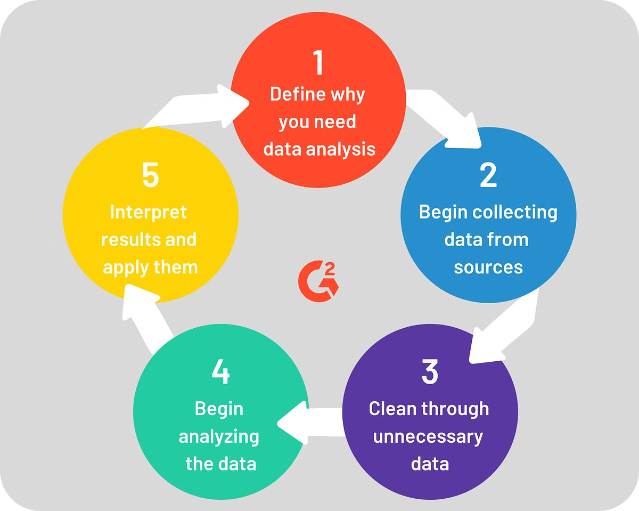 1
Define why
you need
data analysis
2
Begin collecting
data from
sources
3
Clean through
unnecessary
data
4
Begin
analyzing
the data
5
Interpret
results and
apply them
G2